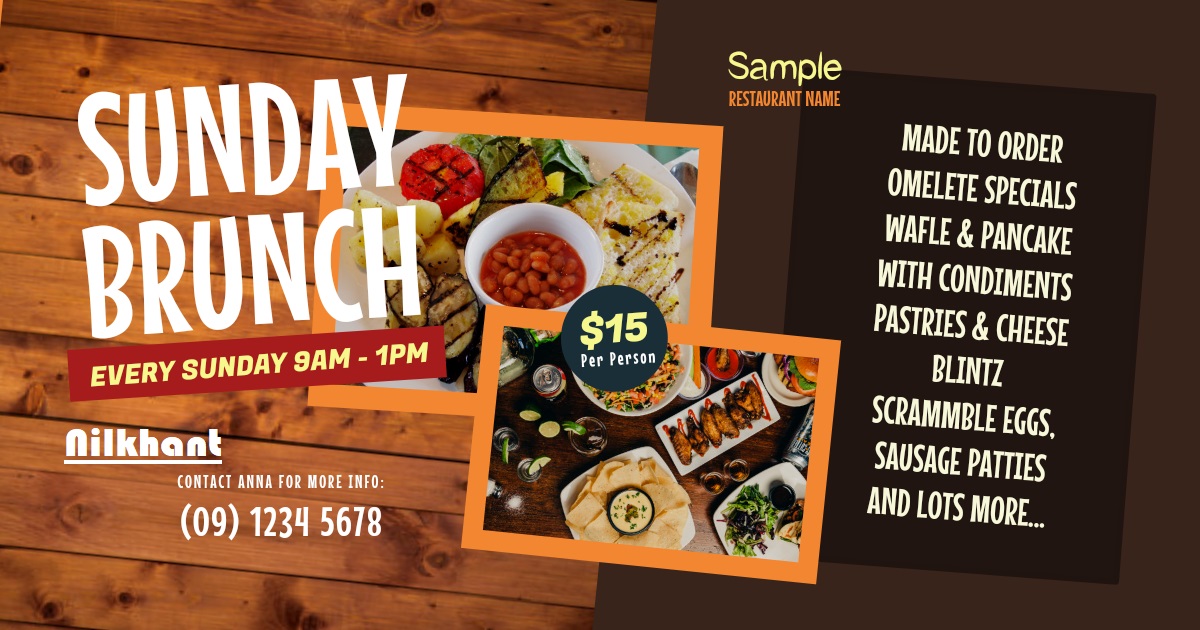 SUNDAY
BRUNCH
EVERY SUNDAY 9AM - 1PM
Nilkhant
CONTACT ANNA FOR MORE INFO:
(09) 1234 5678
$15
Per Person
Sample
RESTAURANT NAME
MADE TO ORDER
OMELETE SPECIALS
WAFLE & PANCAKE
WITH CONDIMENTS
PASTRIES & CHEESE
BLINTZ
SCRAMMBLE EGGS,
SAUSAGE PATTIES
AND LOTS MORE...